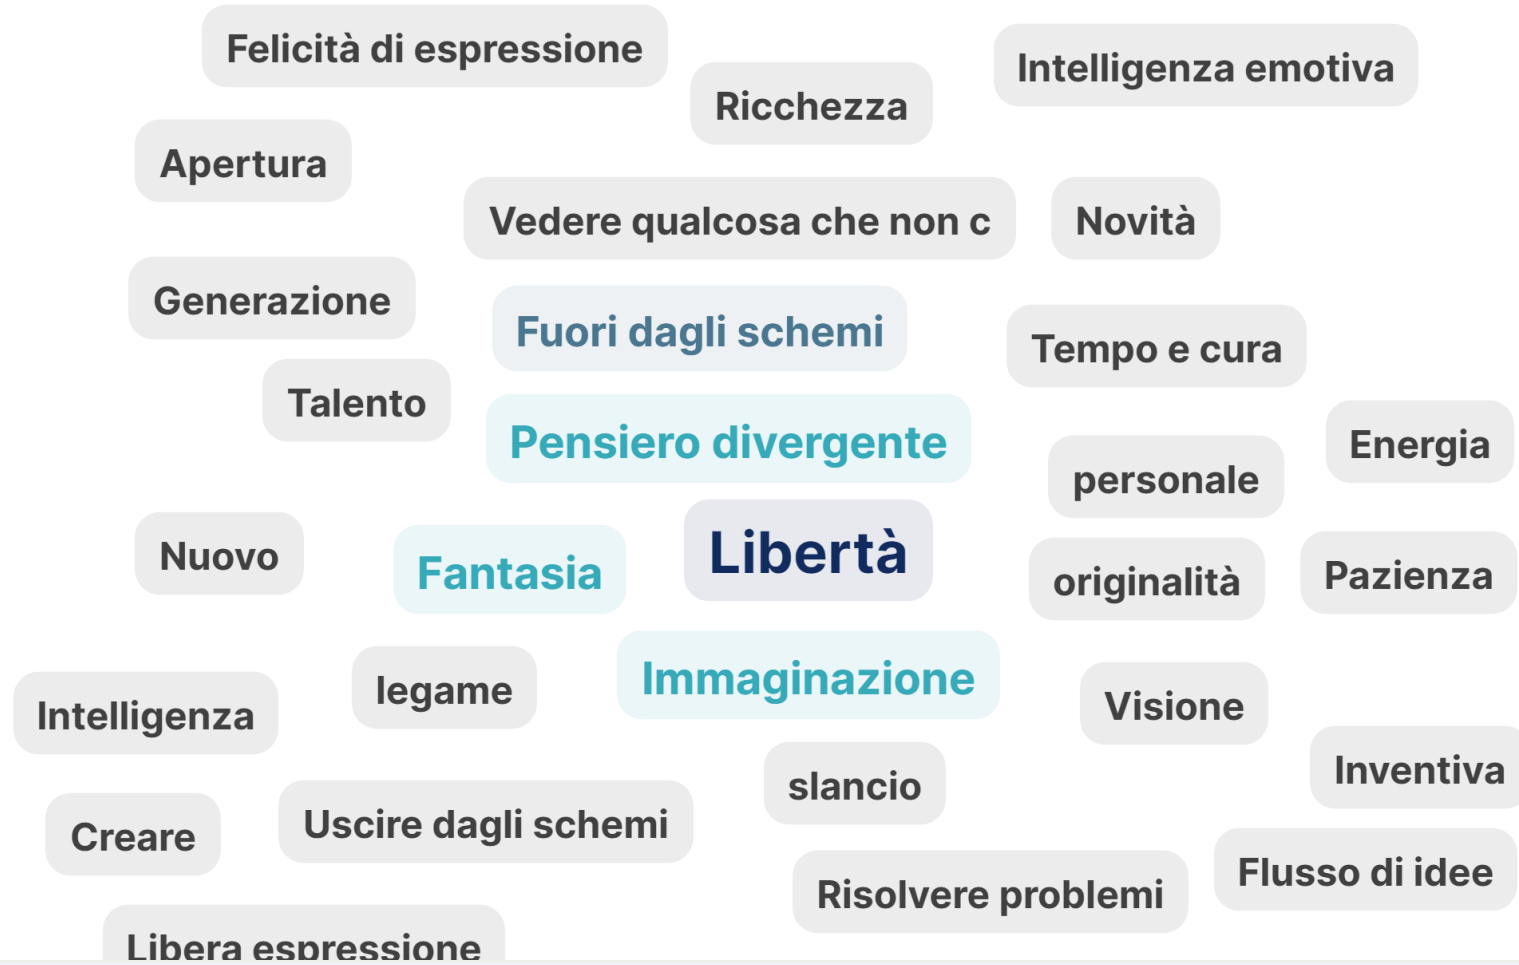 Felicità di espressione
Intelligenza emotiva
Ricchezza
Apertura
Vedere qualcosa che non c
Novità
Generazione
Fuori dagli schemi
Tempo e cura
Talento
Pensiero divergente
Energia
personale
Nuovo
Fantasia
Libertà
originalità
Pazienza
Intelligenza
legame
Immaginazione
Visione
Inventiva
slancio
Creare
Uscire dagli schemi
Risolvere problemi
Flusso di idee
Libera espressione